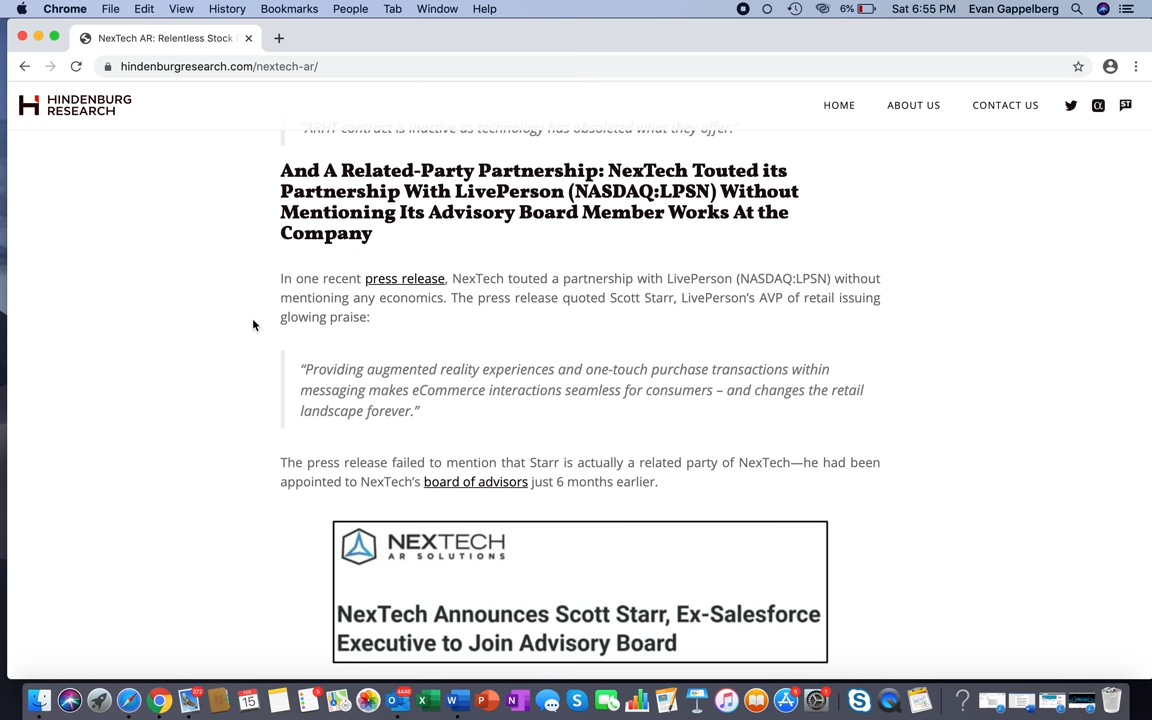 Chrome File Edit View History Bookmarks People Tab Window Help 6% Sat 6:55 PM Evan Gappelberg
NexTech AR: Relentless Stock
hindenburgresearch.com/nextech-ar/
HINDENBURG
RESEARCH
HOME ABOUT US CONTACT US
"ARHT contract is inactive as technology has obsoleted what they offer."
And A Related-Party Partnership: NexTech Touted its
Partnership With LivePerson (NASDAQ:LPSN) Without
Mentioning Its Advisory Board Member Works At the
Company
In one recent press release, NexTech touted a partnership with LivePerson (NASDAQ:LPSN) without
mentioning any economics. The press release quoted Scott Starr, LivePerson's AVP of retail issuing
glowing praise:
"Providing augmented reality experiences and one-touch purchase transactions within
messaging makes eCommerce interactions seamless for consumers – and changes the retail
landscape forever."
The press release failed to mention that Starr is actually a related party of NexTech—he had been
appointed to NexTech's board of advisors just 6 months earlier.
NEXTECH
AR SOLUTIONS
NexTech Announces Scott Starr, Ex-Salesforce
Executive to Join Advisory Board
372
15
4446